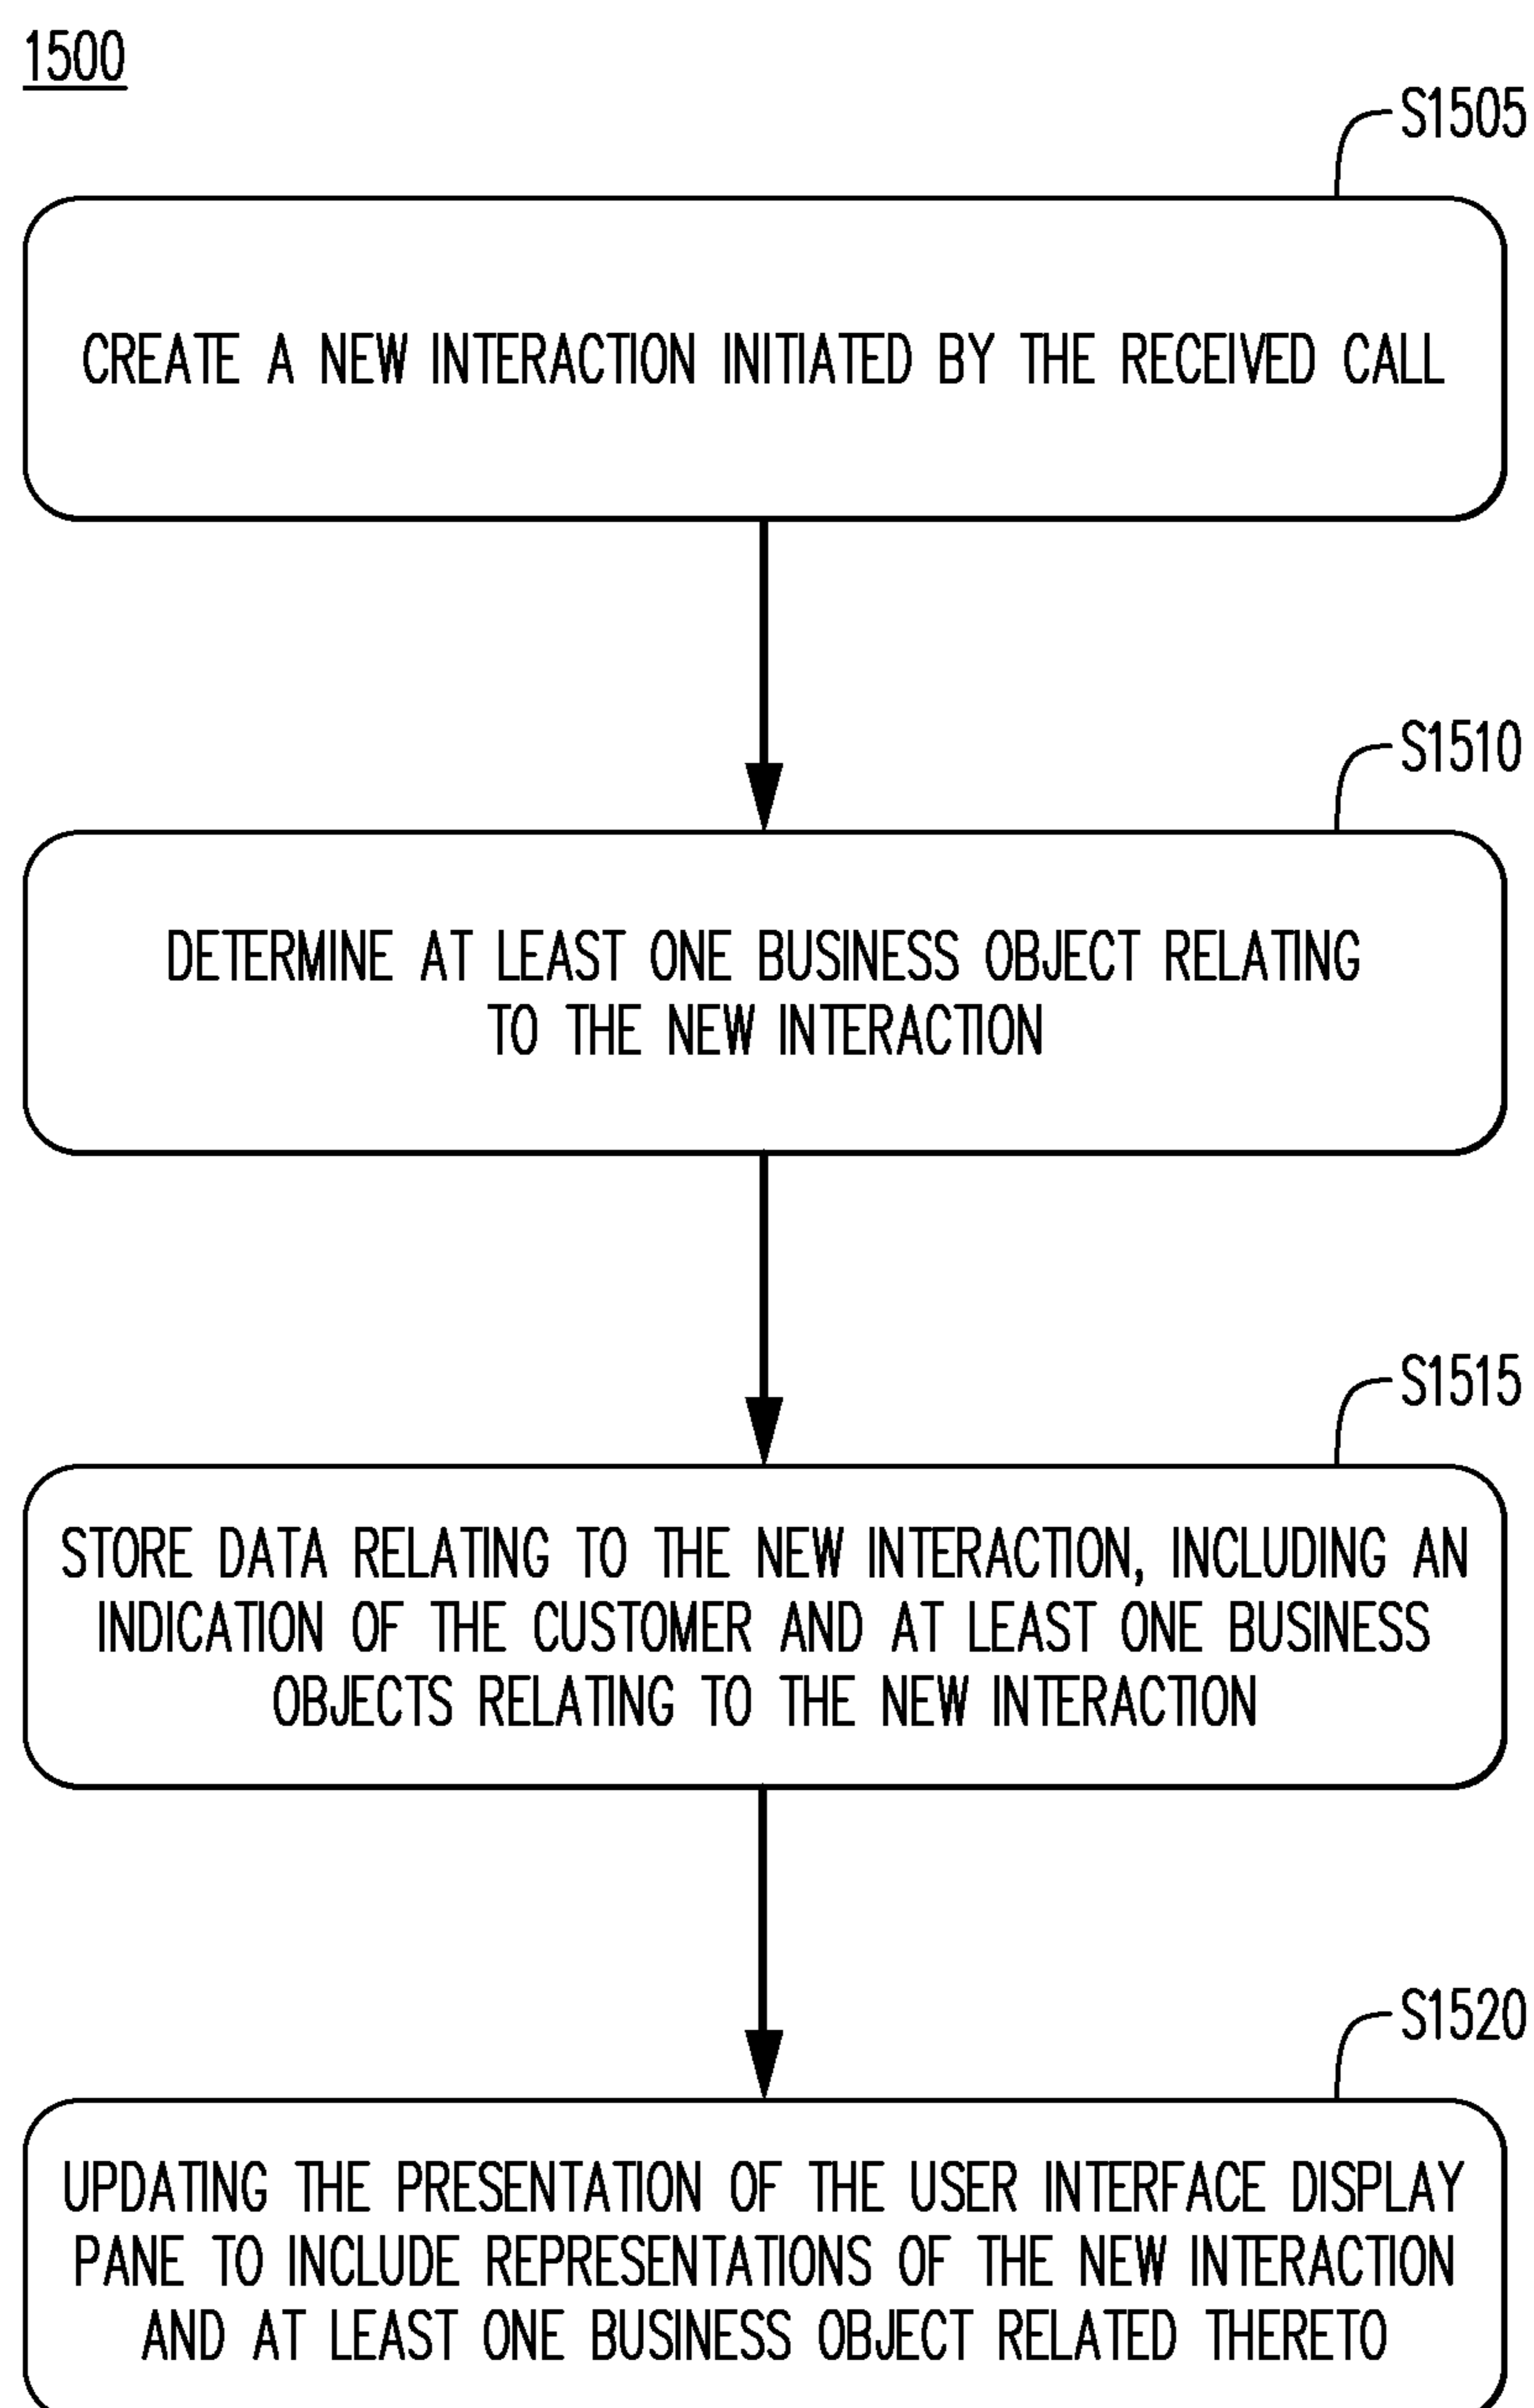 1500
S1505
CREATE A NEW INTERACTION INITIATED BY THE RECEIVED CALL
S1510
DETERMINE AT LEAST ONE BUSINESS OBJECT RELATING
TO THE NEW INTERACTION
S1515
STORE DATA RELATING TO THE NEW INTERACTION, INCLUDING AN
INDICATION OF THE CUSTOMER AND AT LEAST ONE BUSINESS
OBJECTS RELATING TO THE NEW INTERACTION
S1520
UPDATING THE PRESENTATION OF THE USER INTERFACE DISPLAY
PANE TO INCLUDE REPRESENTATIONS OF THE NEW INTERACTION
AND AT LEAST ONE BUSINESS OBJECT RELATED THERETO